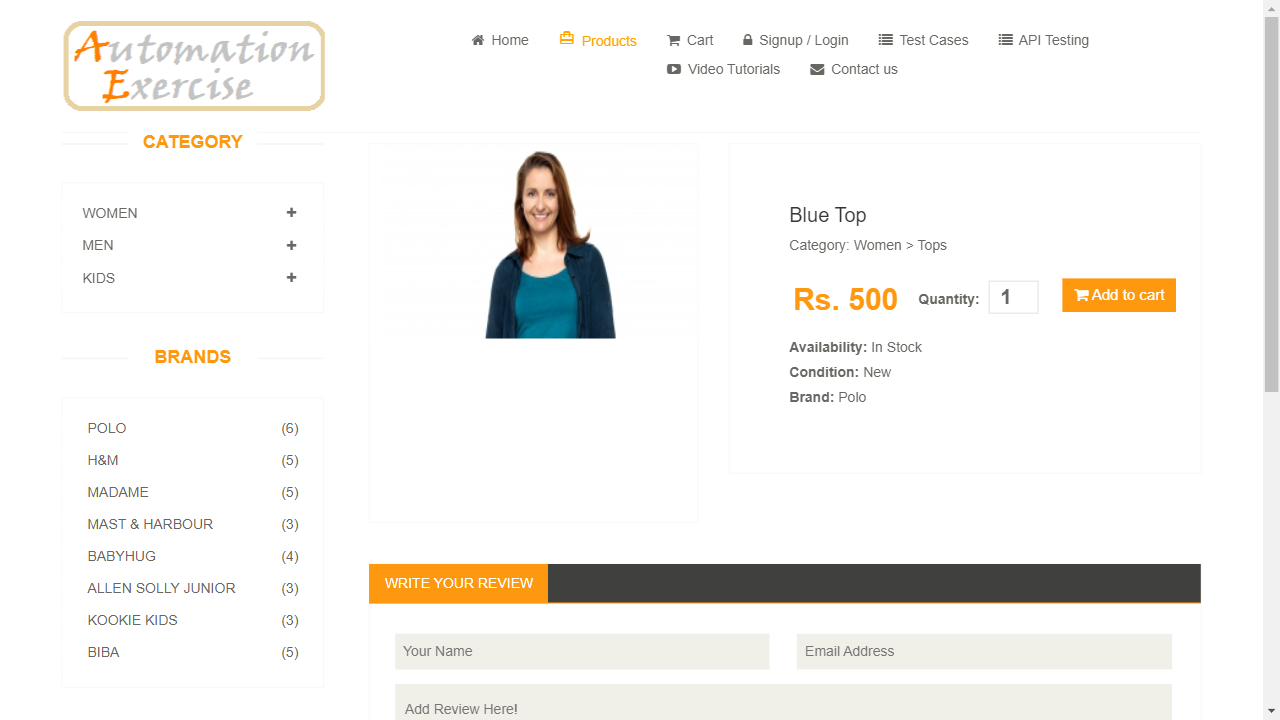 Automation
Exercise
Home
Products
Cart
Signup / Login
Test Cases
API Testing
Video Tutorials
Contact us
CATEGORY
WOMEN
MEN
KIDS
BRANDS
POLO (6)
H&M (5)
MADAME (5)
MAST & HARBOUR (3)
BABYHUG (4)
ALLEN SOLLY JUNIOR (3)
KOOKIE KIDS (3)
BIBA (5)
Blue Top
Category: Women > Tops
Rs. 500 Quantity: 1 Add to cart
Availability: In Stock
Condition: New
Brand: Polo
WRITE YOUR REVIEW
Your Name
Email Address
Add Review Here!